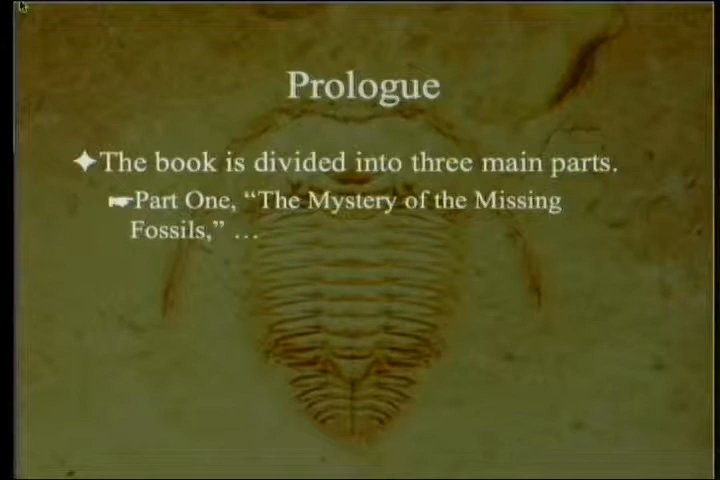 Prologue
The book is divided into three main parts.
Part One, “The Mystery of the Missing
Fossils,” …